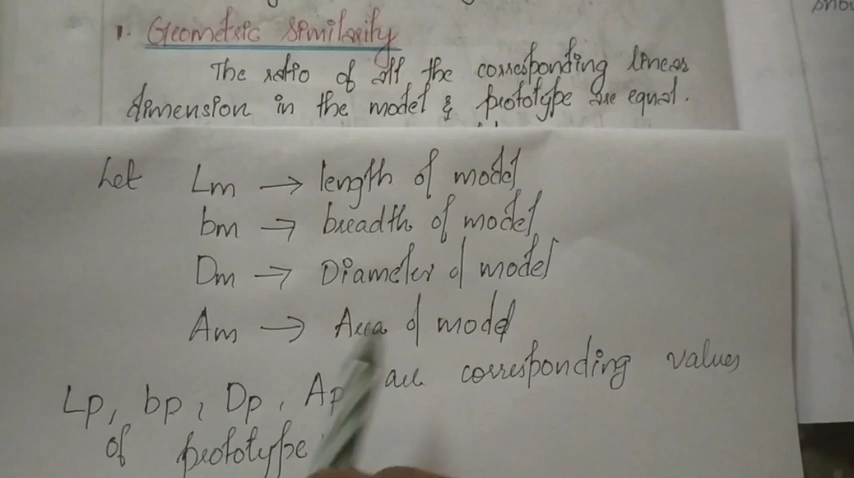 1. Geometric similarity
The ratio of all the corresponding linear
dimension in the model & prototype are equal.
Let Lm → length of model
bm → breadth of model
Dm → Diameter of model
Am → Area of model
Lp, bp, Dp, Ap are corresponding values
of prototype